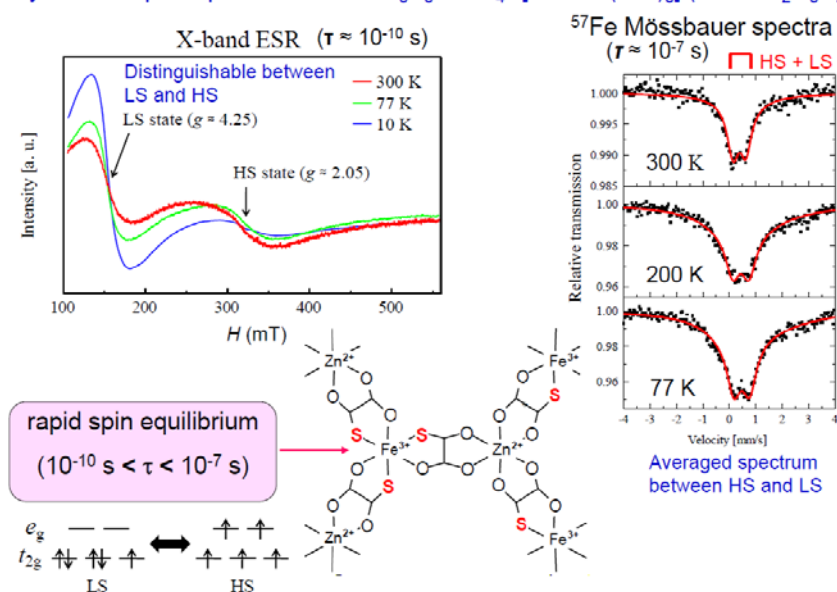 X-band ESR (τ ≈ 10⁻¹⁰ s)
Distinguishable between
LS and HS
LS state (g ≈ 4.25)
HS state (g ≈ 2.05)
300 K
77 K
10 K
Intensity [a. u.]
100 200 300 400 500
H (mT)
⁵⁷Fe Mössbauer spectra
(τ ≈ 10⁻⁷ s)
HS + LS
1.000
0.995
0.990
0.985
300 K
1.00
0.98
0.96
200 K
1.00
0.98
0.96
77 K
Relative transmission
-4 -3 -2 -1 0 1 2 3 4
Velocity [mm/s]
Averaged spectrum
between HS and LS
rapid spin equilibrium
(10⁻¹⁰ s < τ < 10⁻⁷ s)
e_g
t_2g
LS HS
Zn²⁺ Fe³⁺
O O O O
S S
O O
Fe³⁺ S O Zn²⁺
O O
S O
O O O O
Zn²⁺ S Fe³⁺